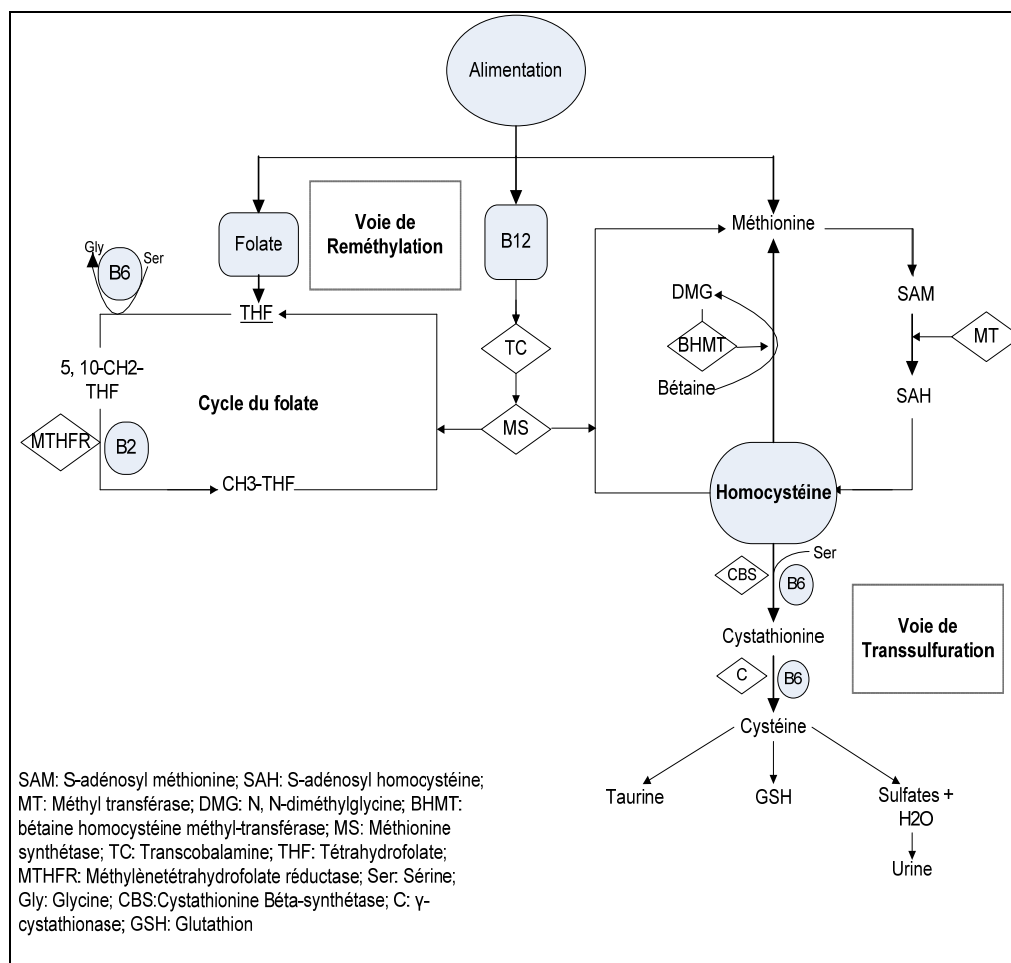 Alimentation
Folate
Voie de
Reméthylation
B12
Méthionine
Gly
B6
Ser
THF
DMG
SAM
TC
BHMT
MT
5, 10-CH2-
THF
Bétaine
SAH
Cycle du folate
MTHFR
B2
MS
CH3-THF
Homocystéine
Ser
CBS
B6
Cystathionine
Voie de
Transsulfuration
C
B6
Cystéine
Taurine
GSH
Sulfates +
H2O
Urine
SAM: S-adénosyl méthionine; SAH: S-adénosyl homocystéine;
MT: Méthyl transférase; DMG: N, N-diméthylglycine; BHMT:
bétaine homocystéine méthyl-transférase; MS: Méthionine
synthétase; TC: Transcobalamine; THF: Tétrahydrofolate;
MTHFR: Méthylènetétrahydrofolate réductase; Ser: Sérine;
Gly: Glycine; CBS:Cystathionine Béta-synthétase; C: γ-
cystathionase; GSH: Glutathion